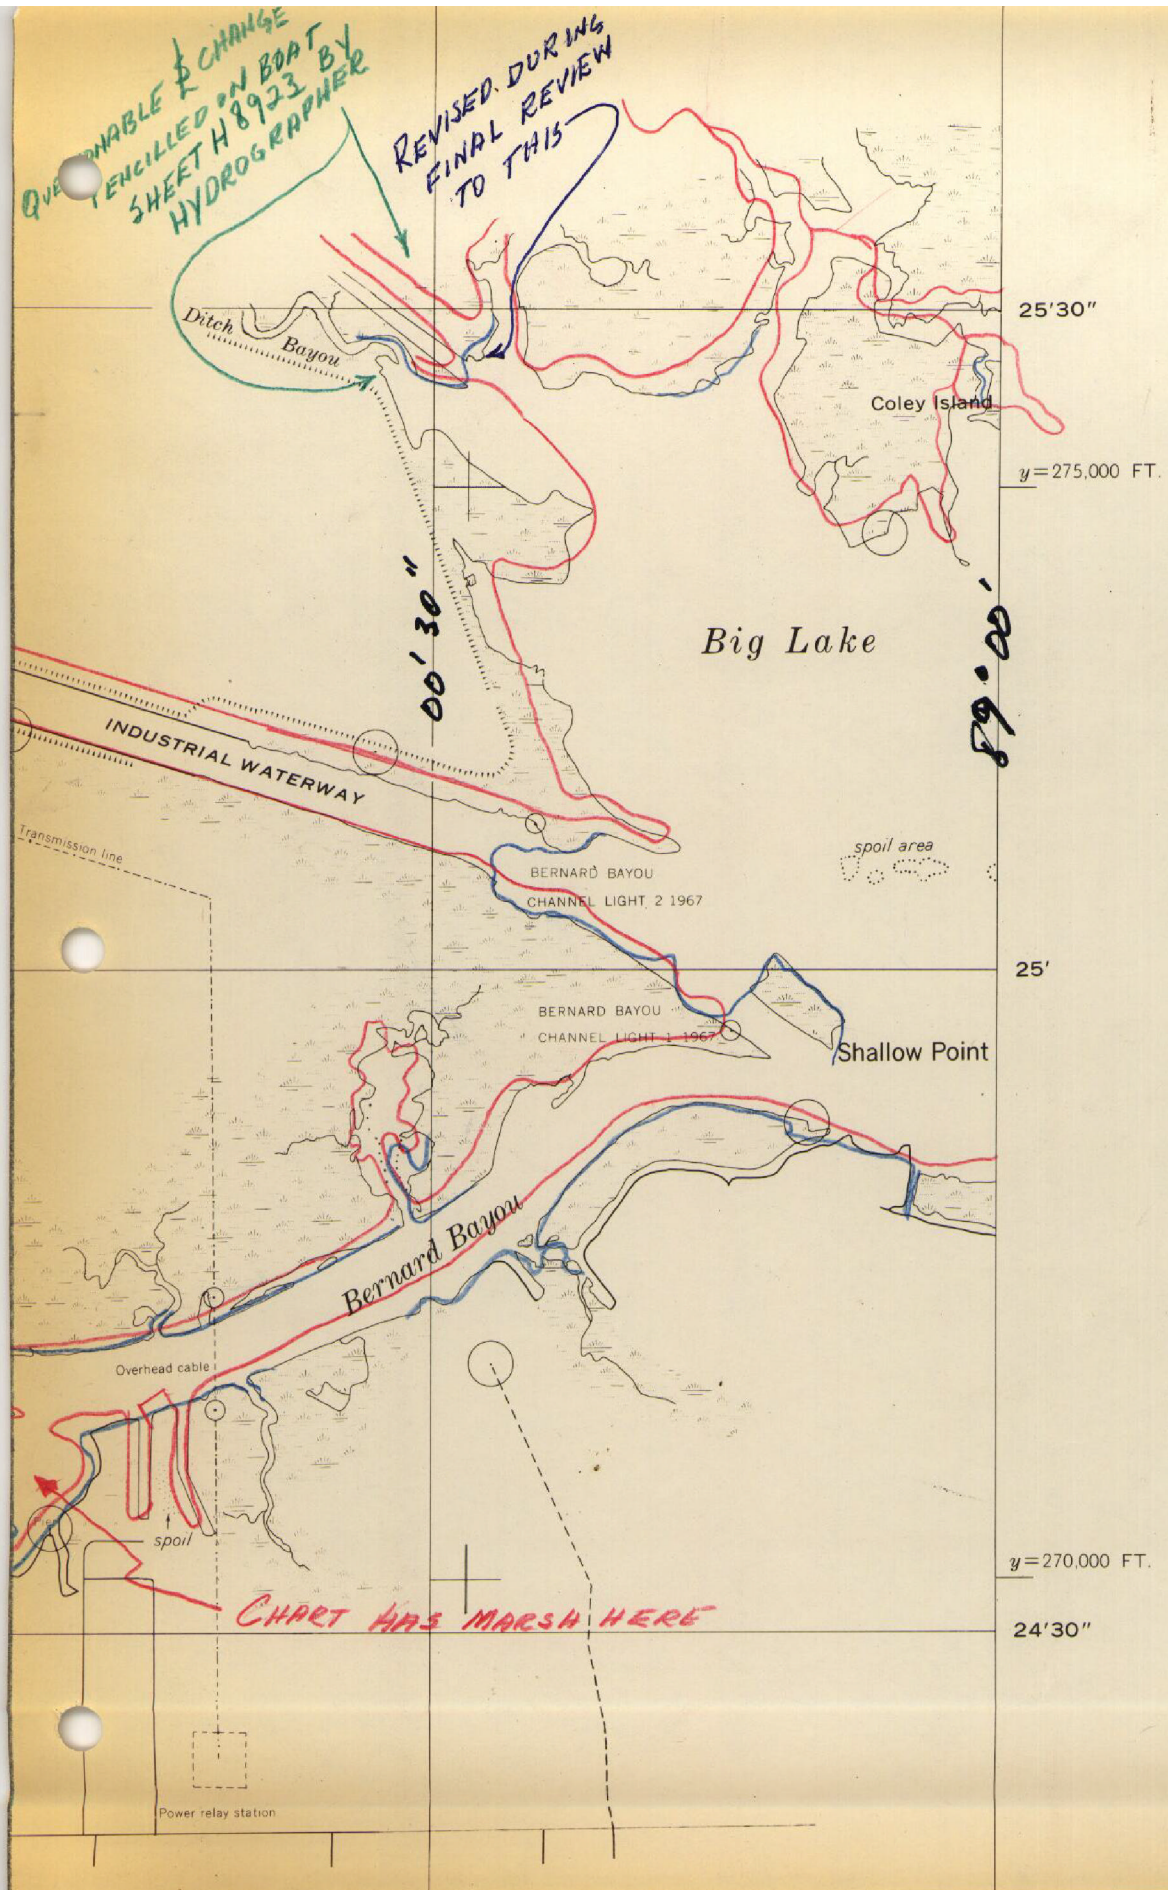 QUE ONABLE ⅊ CHANGE
PENCILLED ON BOAT
SHEET H 8923 BY
HYDROGRAPHER
REVISED DURING
FINAL REVIEW
TO THIS
Ditch
Bayou
25'30"
Coley Island
y=275,000 FT.
00' 30"
89° 00'
Big Lake
INDUSTRIAL WATERWAY
Transmission line
spoil area
BERNARD BAYOU
CHANNEL LIGHT 2 1967
25'
BERNARD BAYOU
CHANNEL LIGHT 1 1967
Shallow Point
Bernard Bayou
Overhead cable
spoil
y=270,000 FT.
CHART HAS MARSH HERE
24'30"
Power relay station